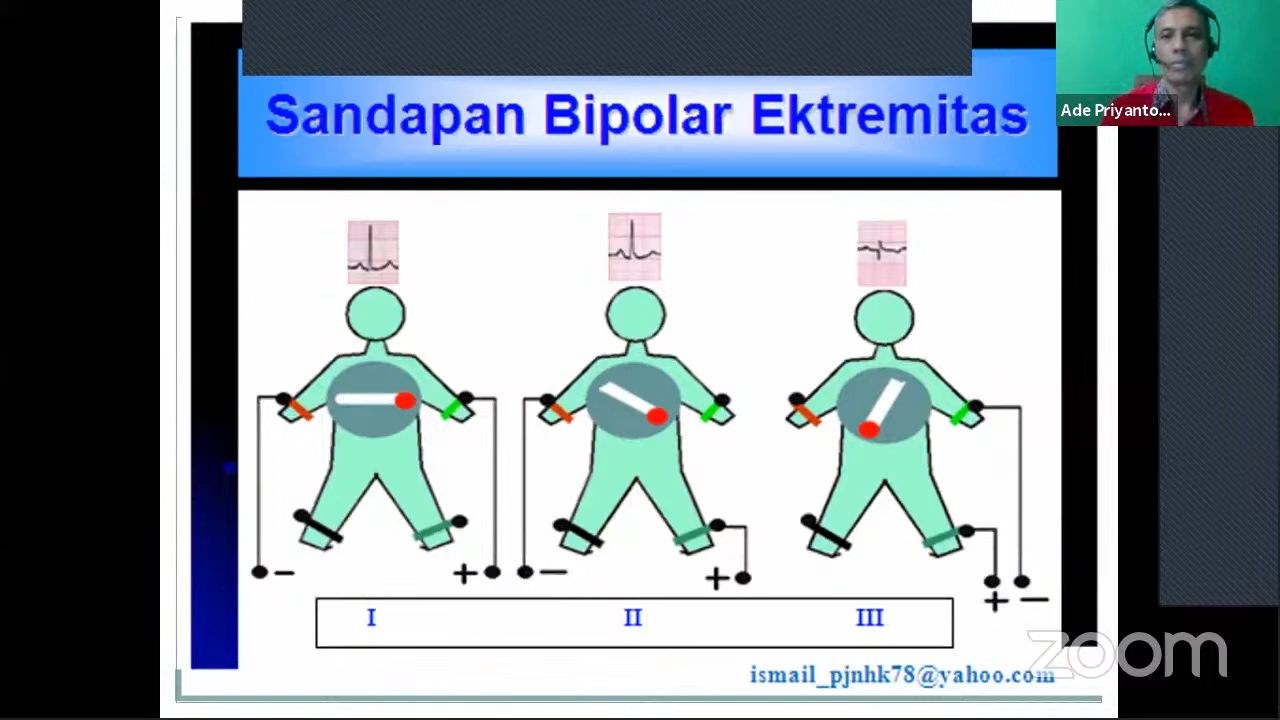 Sandapan Bipolar Ektremitas
Ade Priyanto...
- +
- +
+ -
I II III
ismail_pjnhk78@yahoo.com
zoom